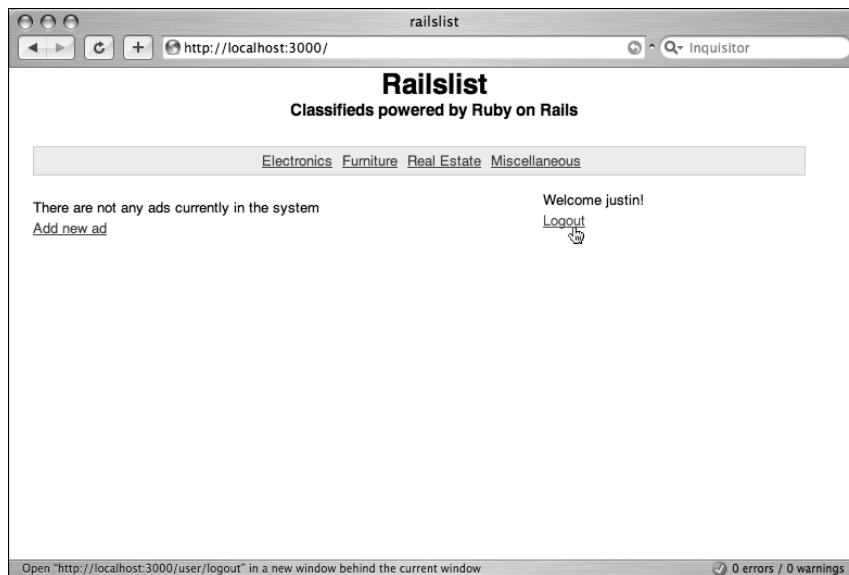 railslist
http://localhost:3000/
Inquisitor
Railslist
Classifieds powered by Ruby on Rails
Electronics Furniture Real Estate Miscellaneous
There are not any ads currently in the system
Add new ad
Welcome justin!
Logout
Open "http://localhost:3000/user/logout" in a new window behind the current window
0 errors / 0 warnings